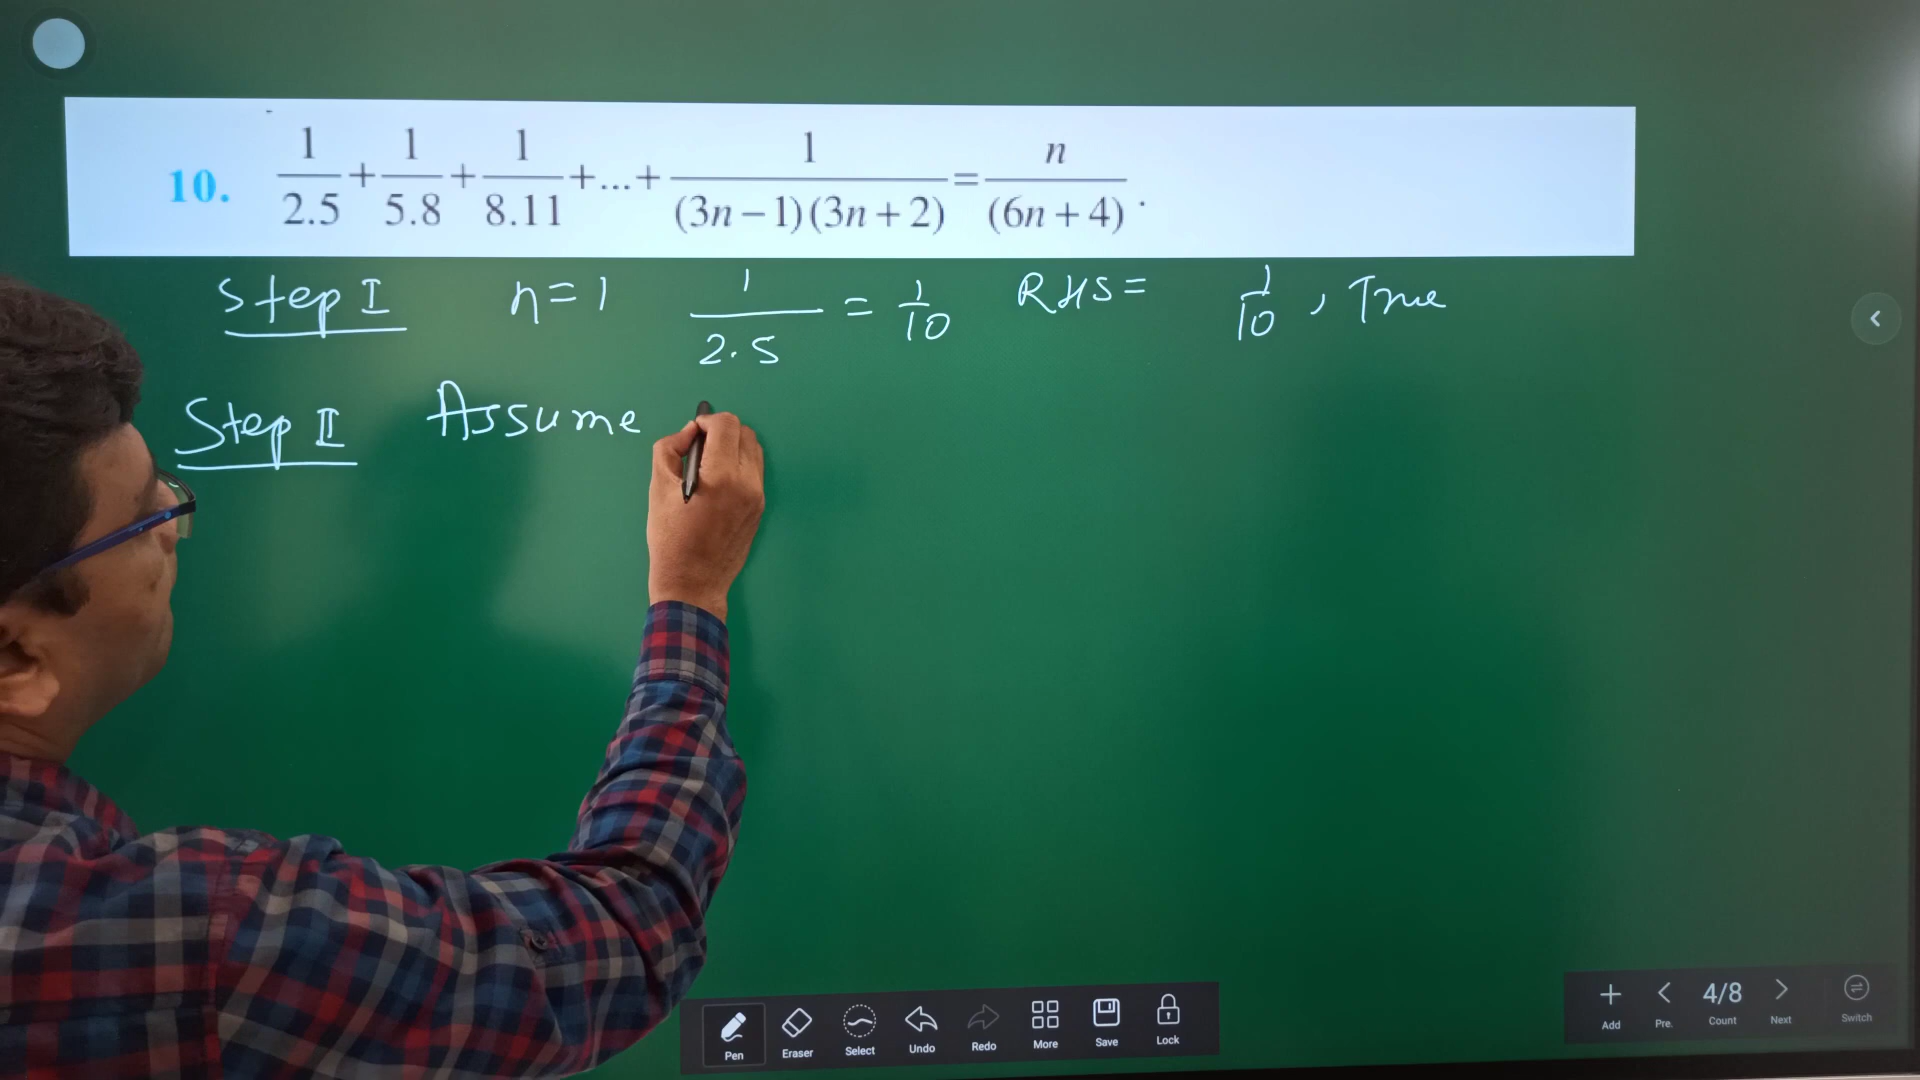 10. 1/2.5 + 1/5.8 + 1/8.11 +...+ 1/(3n−1)(3n+2) = n/(6n+4).
Step I n=1 1/2.5 = 1/10 RHS= 1/10, True
Step II Assume
Pen Eraser Select Undo Redo More Save Lock
Add Pre. 4/8 Count Next Switch